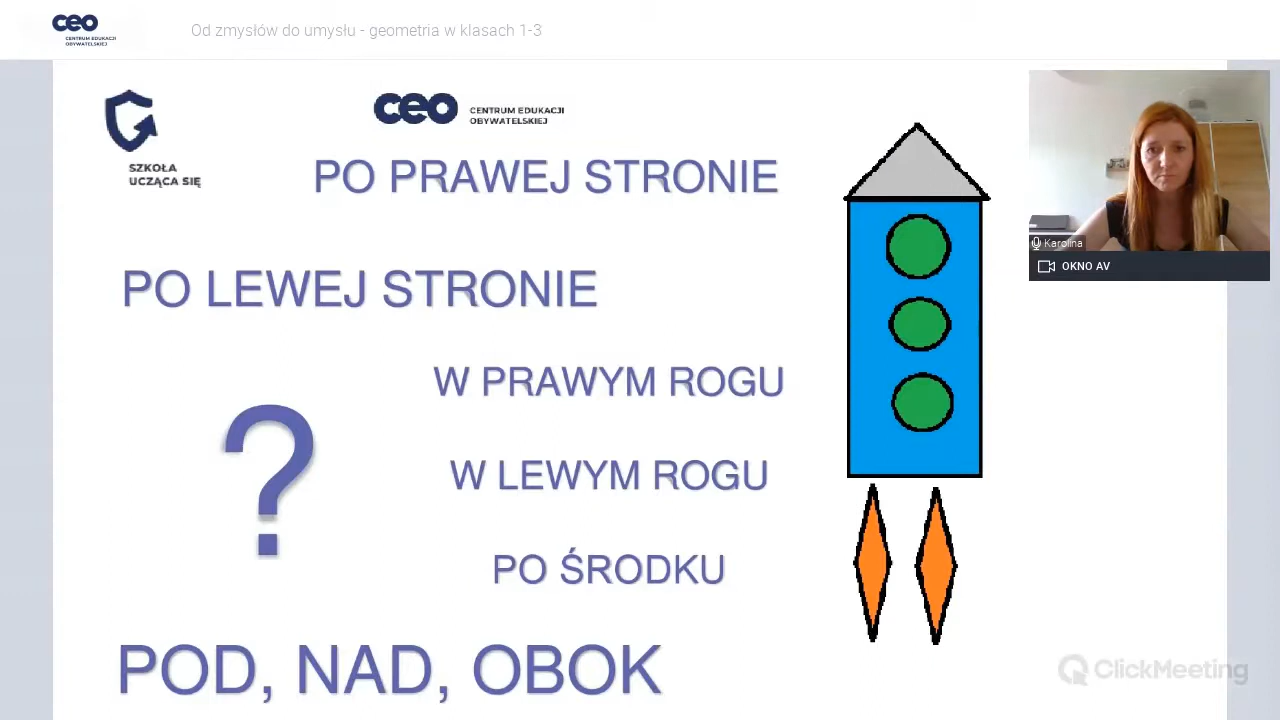 ceo
CENTRUM EDUKACJI
OBYWATELSKIEJ
Od zmysłów do umysłu - geometria w klasach 1-3
SZKOŁA
UCZĄCA SIĘ
ceo
CENTRUM EDUKACJI
OBYWATELSKIEJ
PO PRAWEJ STRONIE
PO LEWEJ STRONIE
W PRAWYM ROGU
?
W LEWYM ROGU
PO ŚRODKU
POD, NAD, OBOK
Karolina
OKNO AV
ClickMeeting